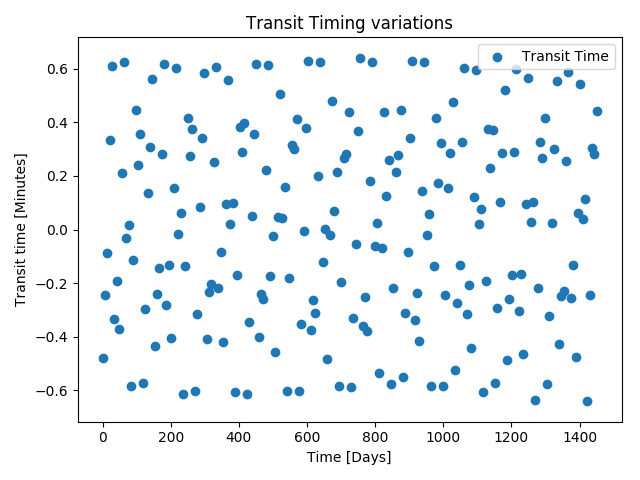 Transit Timing variations
Transit Time
Transit time [Minutes]
0.6
0.4
0.2
0.0
−0.2
−0.4
−0.6
0 200 400 600 800 1000 1200 1400
Time [Days]